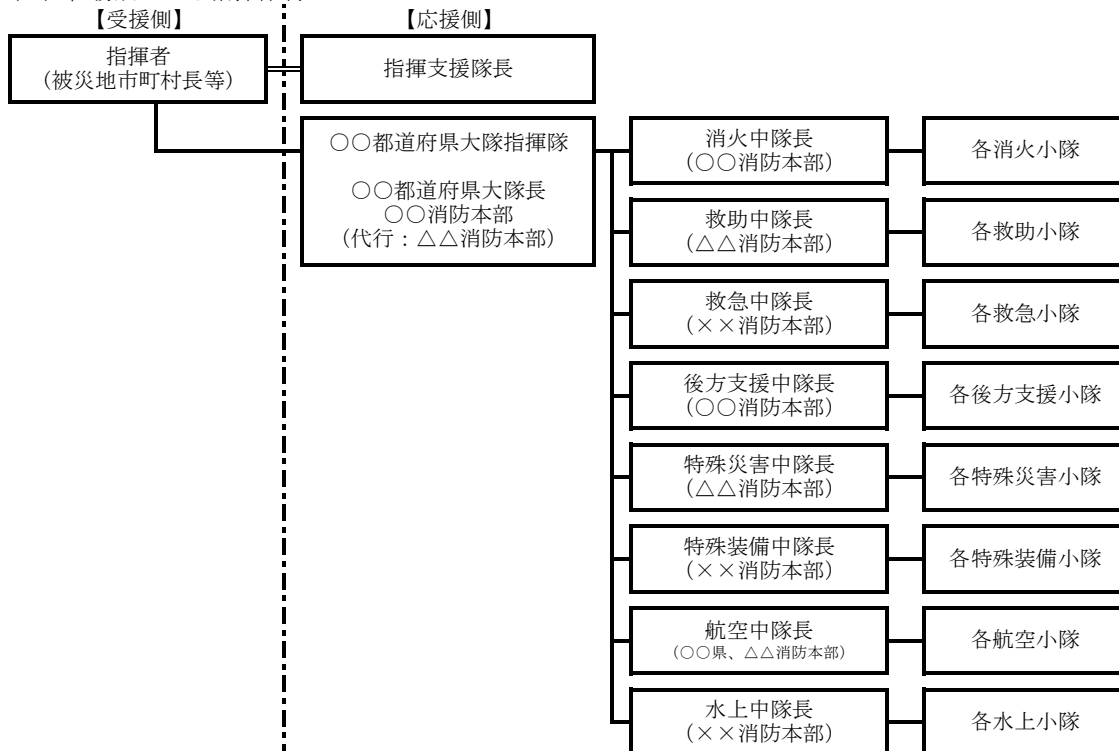 【受援側】
【応援側】
指揮者
(被災地市町村長等)
指揮支援隊長
○○都道府県大隊指揮隊
○○都道府県大隊長
○○消防本部
(代行：△△消防本部)
消火中隊長
(○○消防本部)
各消火小隊
救助中隊長
(△△消防本部)
各救助小隊
救急中隊長
(××消防本部)
各救急小隊
後方支援中隊長
(○○消防本部)
各後方支援小隊
特殊災害中隊長
(△△消防本部)
各特殊災害小隊
特殊装備中隊長
(××消防本部)
各特殊装備小隊
航空中隊長
(○○県、△△消防本部)
各航空小隊
水上中隊長
(××消防本部)
各水上小隊